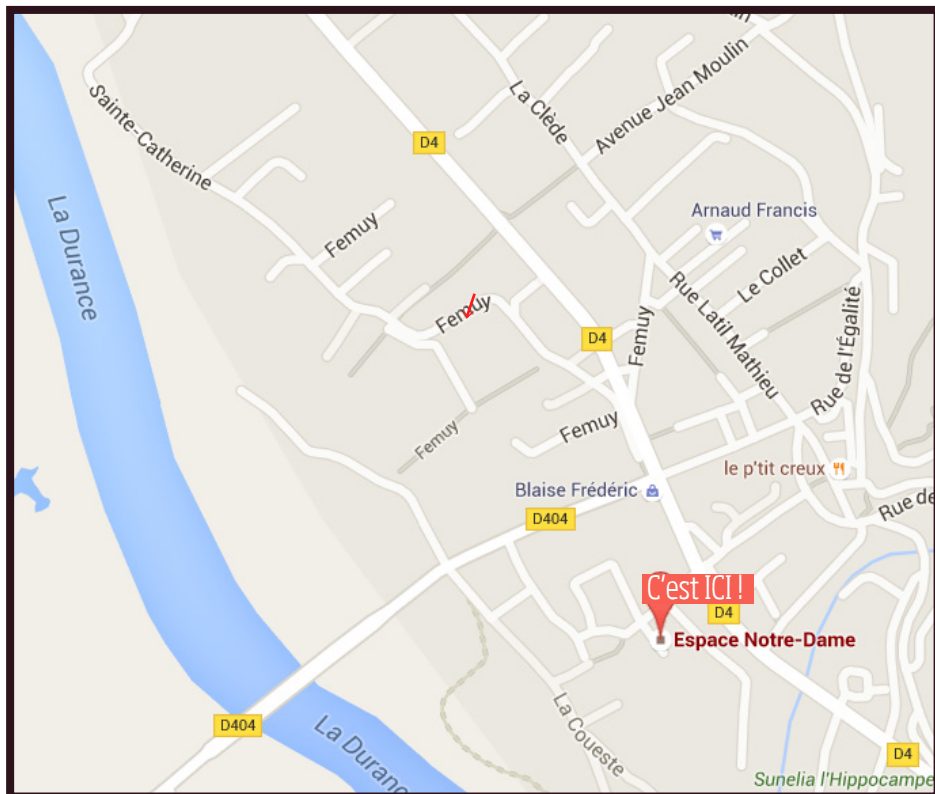 lin
La Clède
Avenue Jean Moulin
Sainte-Catherine
D4
La Durance
Femuy
Arnaud Francis
Le Collet
Femuy
D4
Femuy
Rue Latil Mathieu
Rue de l'Égalité
Femuy
Femuy
le p'tit creux
Blaise Frédéric
D404
Rue de
C'est ICI !
D4
Espace Notre-Dame
D404
La Duranc
La Coueste
D4
Sunelia l'Hippocampe